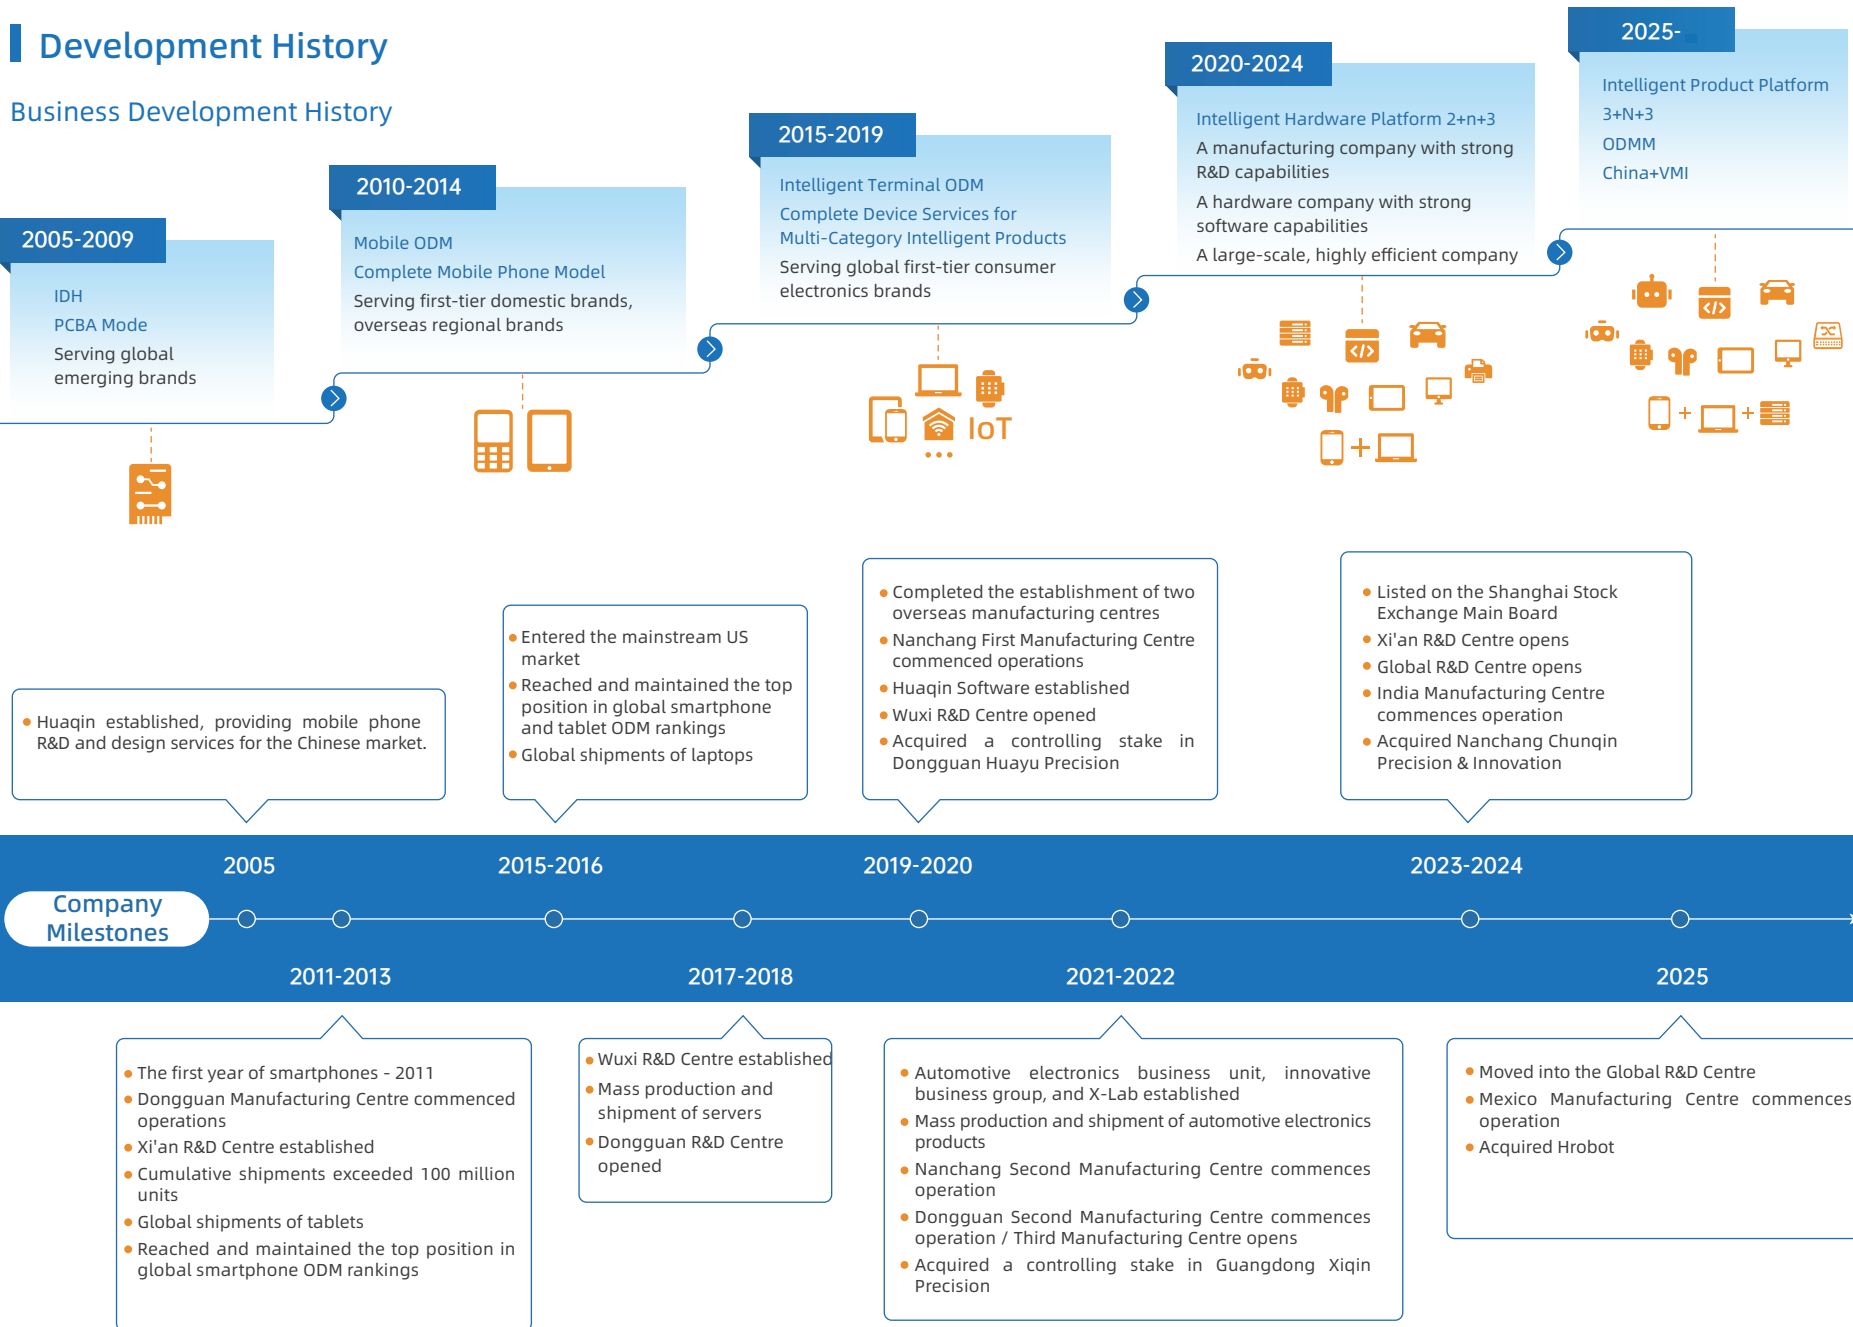 Development History
Business Development History
2005-2009
IDH
PCBA Mode
Serving global
emerging brands
2010-2014
Mobile ODM
Complete Mobile Phone Model
Serving first-tier domestic brands,
overseas regional brands
2015-2019
Intelligent Terminal ODM
Complete Device Services for
Multi-Category Intelligent Products
Serving global first-tier consumer
electronics brands
IoT
2020-2024
Intelligent Hardware Platform 2+n+3
A manufacturing company with strong
R&D capabilities
A hardware company with strong
software capabilities
A large-scale, highly efficient company
</>
+
2025-
Intelligent Product Platform
3+N+3
ODMM
China+VMI
</>
+ +
Huaqin established, providing mobile phone
R&D and design services for the Chinese market.
Entered the mainstream US
market
Reached and maintained the top
position in global smartphone
and tablet ODM rankings
Global shipments of laptops
Completed the establishment of two
overseas manufacturing centres
Nanchang First Manufacturing Centre
commenced operations
Huaqin Software established
Wuxi R&D Centre opened
Acquired a controlling stake in
Dongguan Huayu Precision
Listed on the Shanghai Stock
Exchange Main Board
Xi'an R&D Centre opens
Global R&D Centre opens
India Manufacturing Centre
commences operation
Acquired Nanchang Chunqin
Precision & Innovation
2005
2015-2016
2019-2020
2023-2024
Company
Milestones
2011-2013
2017-2018
2021-2022
2025
The first year of smartphones - 2011
Dongguan Manufacturing Centre commenced
operations
Xi'an R&D Centre established
Cumulative shipments exceeded 100 million
units
Global shipments of tablets
Reached and maintained the top position in
global smartphone ODM rankings
Wuxi R&D Centre established
Mass production and
shipment of servers
Dongguan R&D Centre
opened
Automotive electronics business unit, innovative
business group, and X-Lab established
Mass production and shipment of automotive electronics
products
Nanchang Second Manufacturing Centre commences
operation
Dongguan Second Manufacturing Centre commences
operation / Third Manufacturing Centre opens
Acquired a controlling stake in Guangdong Xiqin
Precision
Moved into the Global R&D Centre
Mexico Manufacturing Centre commences
operation
Acquired Hrobot